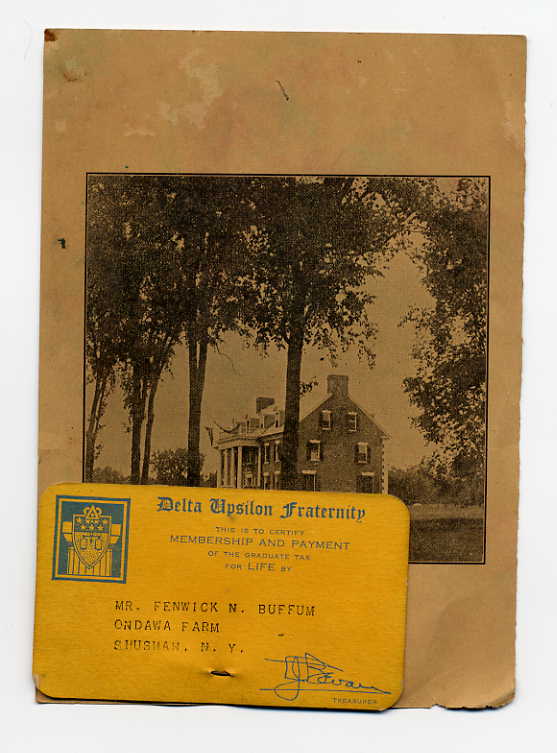 Delta Upsilon Fraternity
THIS IS TO CERTIFY
MEMBERSHIP AND PAYMENT
OF THE GRADUATE TAX
FOR LIFE BY
MR. FENWICK N. BUFFUM
ONDAWA FARM
SHUSHAN, N. Y.
TREASURER